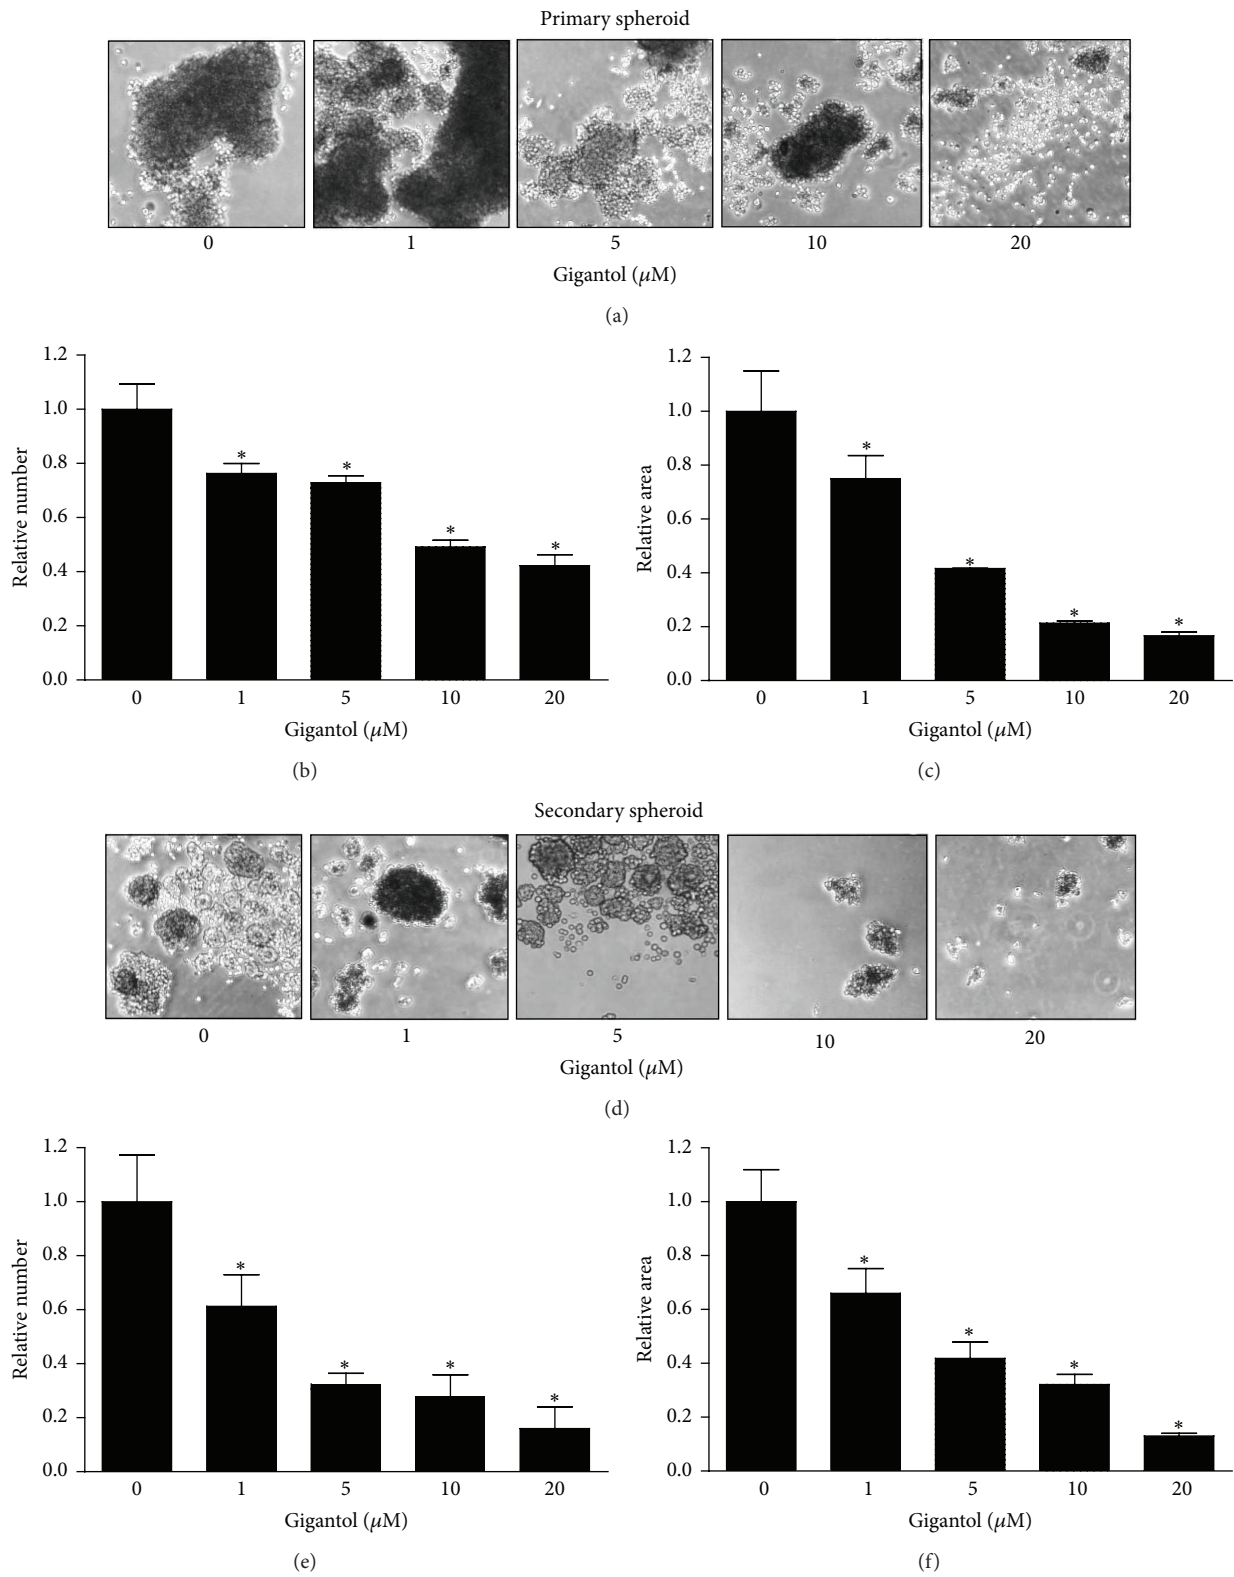 Primary spheroid
0 1 5 10 20
Gigantol (μM)
(a)
1.2
1.0
0.8
0.6
0.4
0.2
0.0
Relative number
* * * *
0 1 5 10 20
Gigantol (μM)
(b)
1.2
1.0
0.8
0.6
0.4
0.2
0.0
Relative area
* * * *
0 1 5 10 20
Gigantol (μM)
(c)
Secondary spheroid
0 1 5 10 20
Gigantol (μM)
(d)
1.2
1.0
0.8
0.6
0.4
0.2
0.0
Relative number
* * * *
0 1 5 10 20
Gigantol (μM)
(e)
1.2
1.0
0.8
0.6
0.4
0.2
0.0
Relative area
* * * *
0 1 5 10 20
Gigantol (μM)
(f)